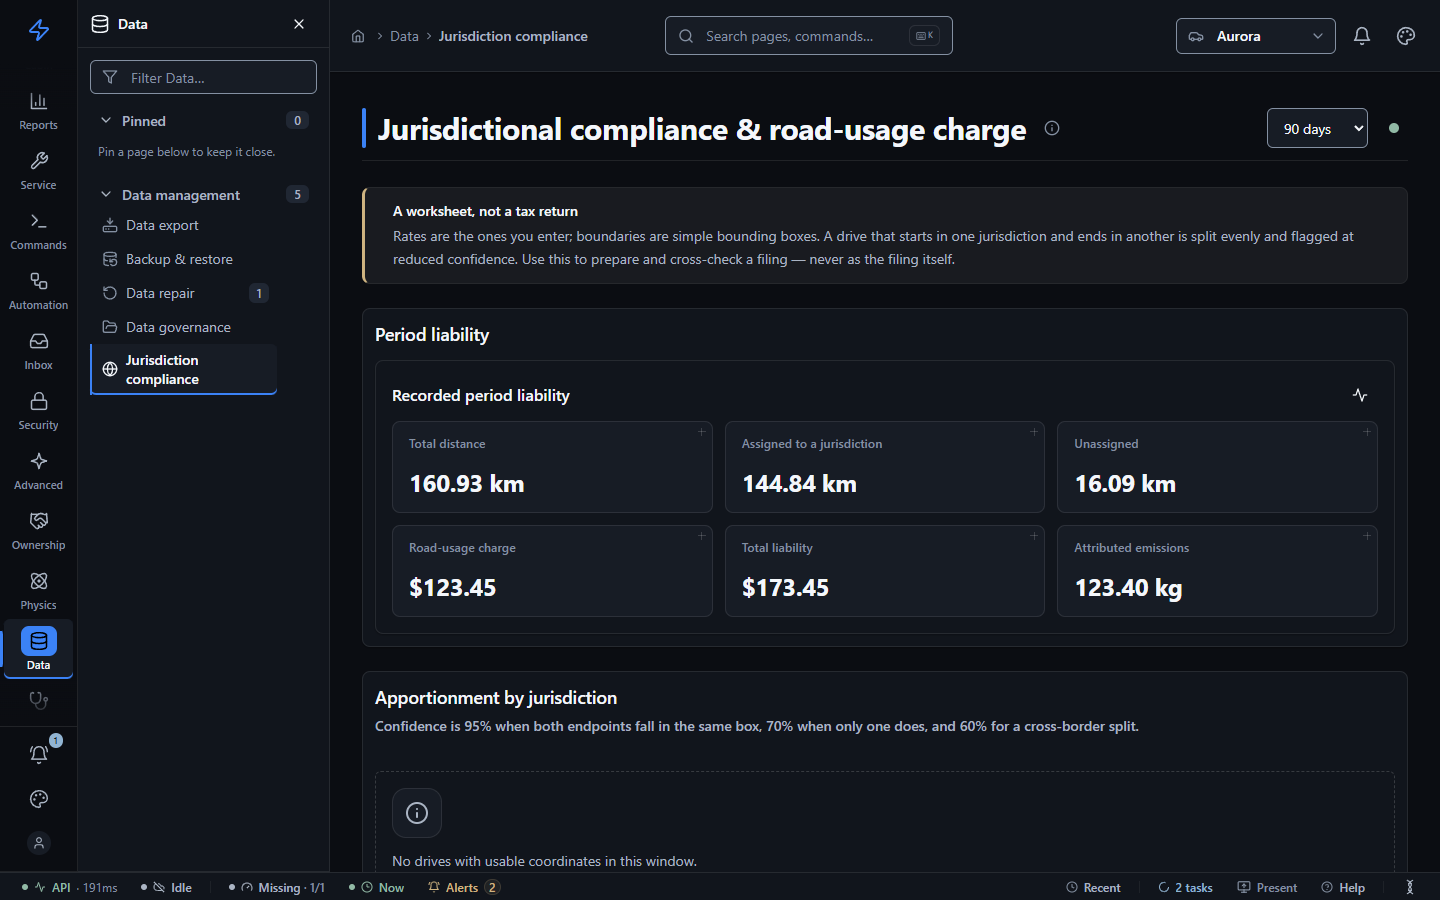 Data
Data
Jurisdiction compliance
Search pages, commands...
K
Aurora
Filter Data...
Pinned
0
Pin a page below to keep it close.
Data management
5
Data export
Backup & restore
Data repair
1
Data governance
Jurisdiction
compliance
Reports
Service
Commands
Automation
Inbox
Security
Advanced
Ownership
Physics
Data
1
Jurisdictional compliance & road-usage charge
90 days
A worksheet, not a tax return
Rates are the ones you enter; boundaries are simple bounding boxes. A drive that starts in one jurisdiction and ends in another is split evenly and flagged at
reduced confidence. Use this to prepare and cross-check a filing — never as the filing itself.
Period liability
Recorded period liability
Total distance
160.93 km
Assigned to a jurisdiction
144.84 km
Unassigned
16.09 km
Road-usage charge
$123.45
Total liability
$173.45
Attributed emissions
123.40 kg
Apportionment by jurisdiction
Confidence is 95% when both endpoints fall in the same box, 70% when only one does, and 60% for a cross-border split.
No drives with usable coordinates in this window.
API · 191ms
Idle
Missing · 1/1
Now
Alerts 2
Recent
2 tasks
Present
Help